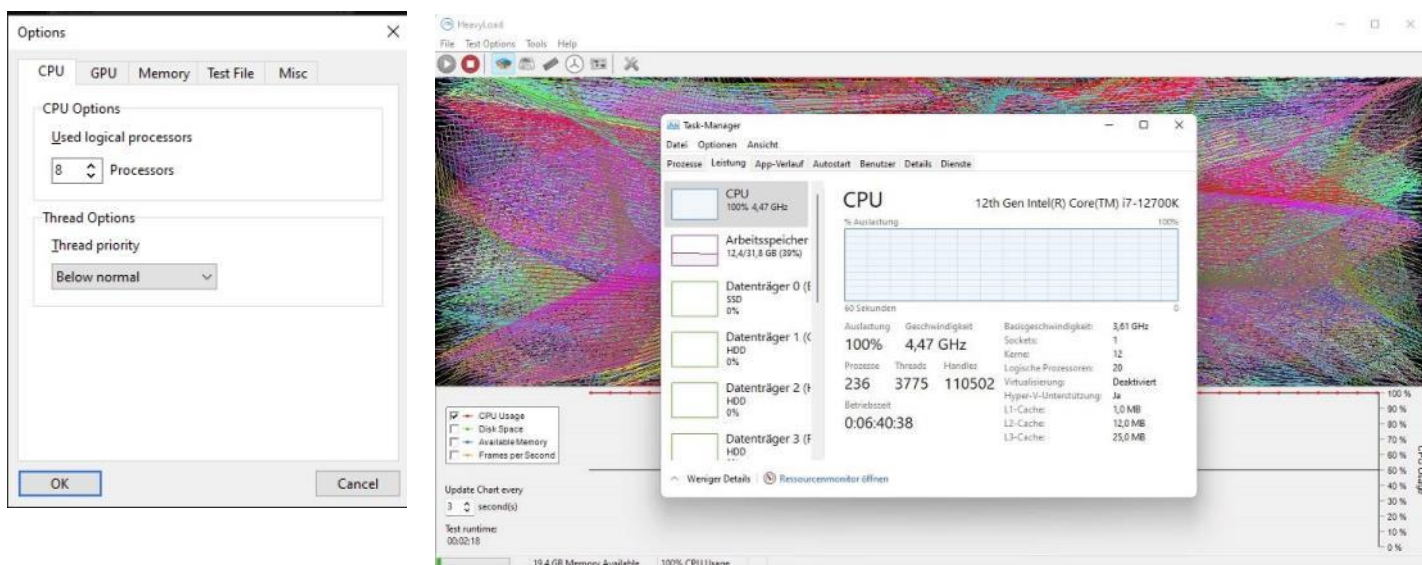 Options
CPU GPU Memory Test File Misc
CPU Options
Used logical processors
8 Processors
Thread Options
Thread priority
Below normal
OK Cancel
HeavyLoad
File Test Options Tools Help
Task-Manager
Datei Optionen Ansicht
Prozesse Leistung App-Verlauf Autostart Benutzer Details Dienste
CPU
100% 4,47 GHz
Arbeitsspeicher
12,4/31,8 GB (39%)
Datenträger 0 (
SSD
0%
Datenträger 1 (
HDD
0%
Datenträger 2 (
HDD
0%
Datenträger 3 (
HDD
CPU 12th Gen Intel(R) Core(TM) i7-12700K
% Auslastung 100%
60 Sekunden 0
Auslastung Geschwindigkeit
100% 4,47 GHz
Prozesse Threads Handles
236 3775 110502
Betriebszeit
0:06:40:38
Basisgeschwindigkeit: 3,61 GHz
Sockets: 1
Kerne: 12
Logische Prozessoren: 20
Virtualisierung: Deaktiviert
Hyper-V-Unterstützung: Ja
L1-Cache: 1,0 MB
L2-Cache: 12,0 MB
L3-Cache: 25,0 MB
Weniger Details Ressourcenmonitor öffnen
CPU Usage
Disk Space
Available Memory
Frames per Second
Update Chart every
3 second(s)
Test runtime:
00:02:18
100 %
90 %
80 %
70 %
60 %
50 %
40 %
30 %
20 %
10 %
0 %
CPU Usage
19,4 GB Memory Available 100% CPU Usage